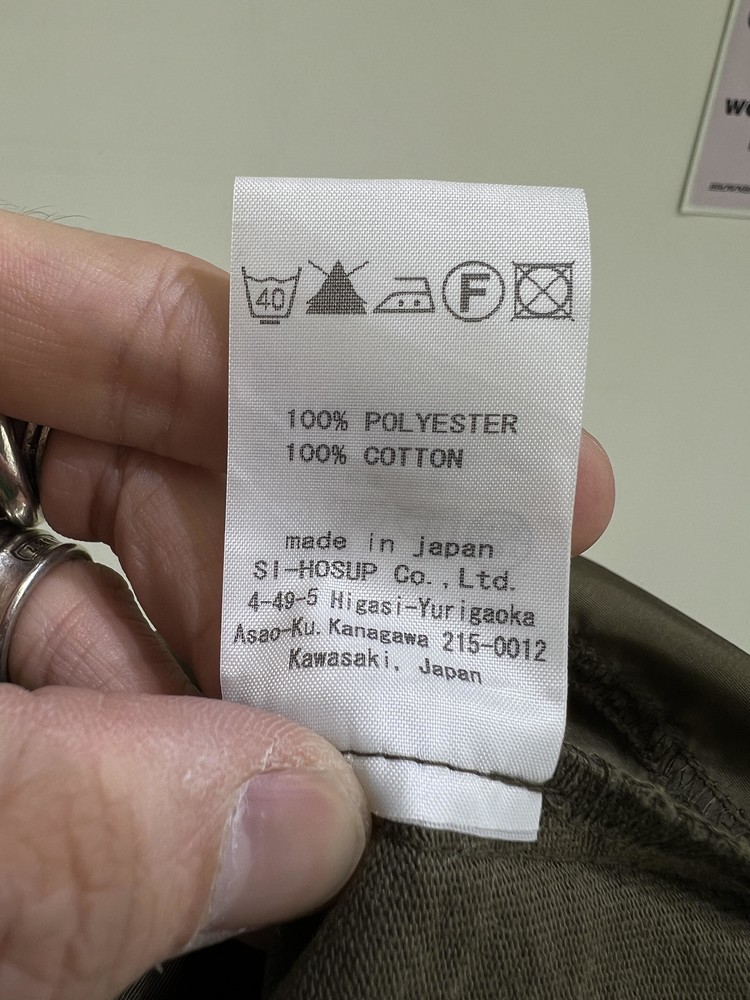 40
F
100% POLYESTER
100% COTTON
made in japan
SI-HOSUP Co.,Ltd.
4-49-5 Higasi-Yurigaoka
Asao-Ku. Kanagawa 215-0012
Kawasaki, Japan